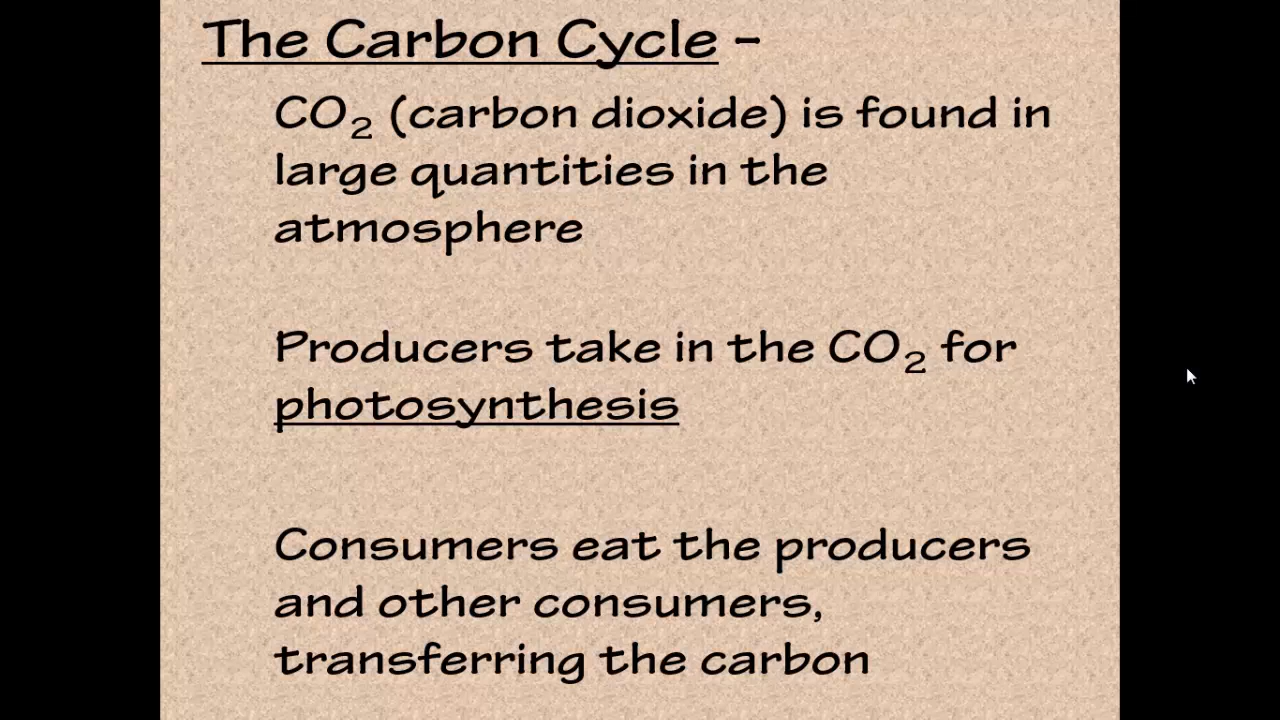 The Carbon Cycle –
CO₂ (carbon dioxide) is found in
large quantities in the
atmosphere
Producers take in the CO₂ for
photosynthesis
Consumers eat the producers
and other consumers,
transferring the carbon